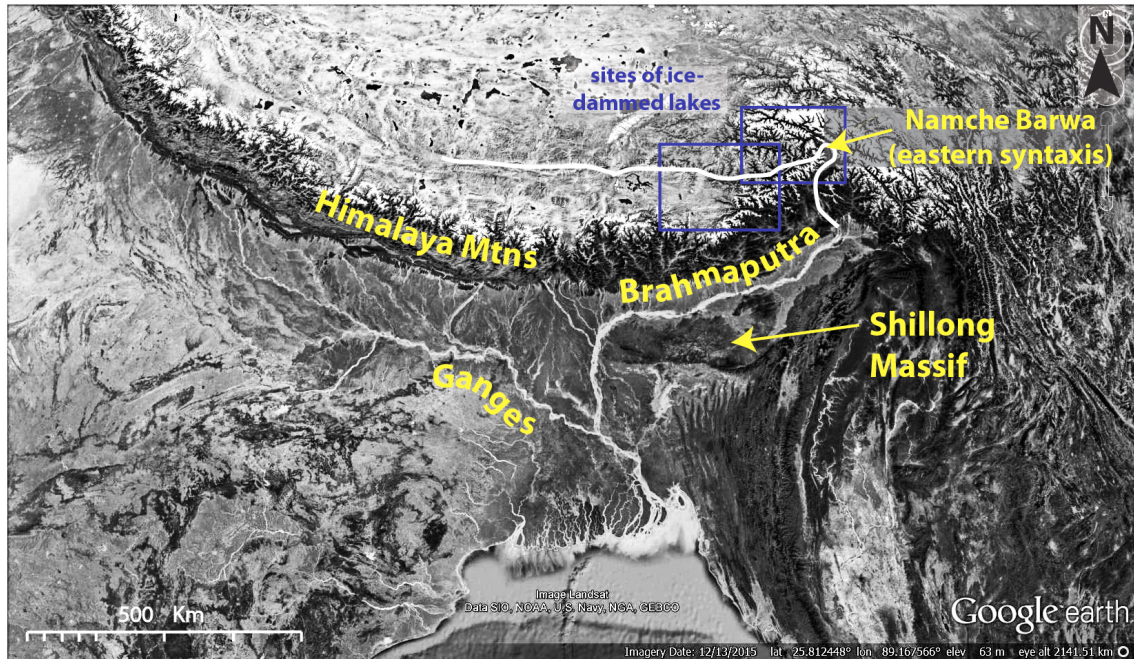 N
sites of ice-
dammed lakes
Namche Barwa
(eastern syntaxis)
Himalaya Mtns
Brahmaputra
Shillong
Massif
Ganges
500 Km
Image Landsat
Data SIO, NOAA, U.S. Navy, NGA, GEBCO
Google earth
Imagery Date: 12/13/2015 lat 25.812448° lon 89.167566° elev 63 m eye alt 2141.51 km